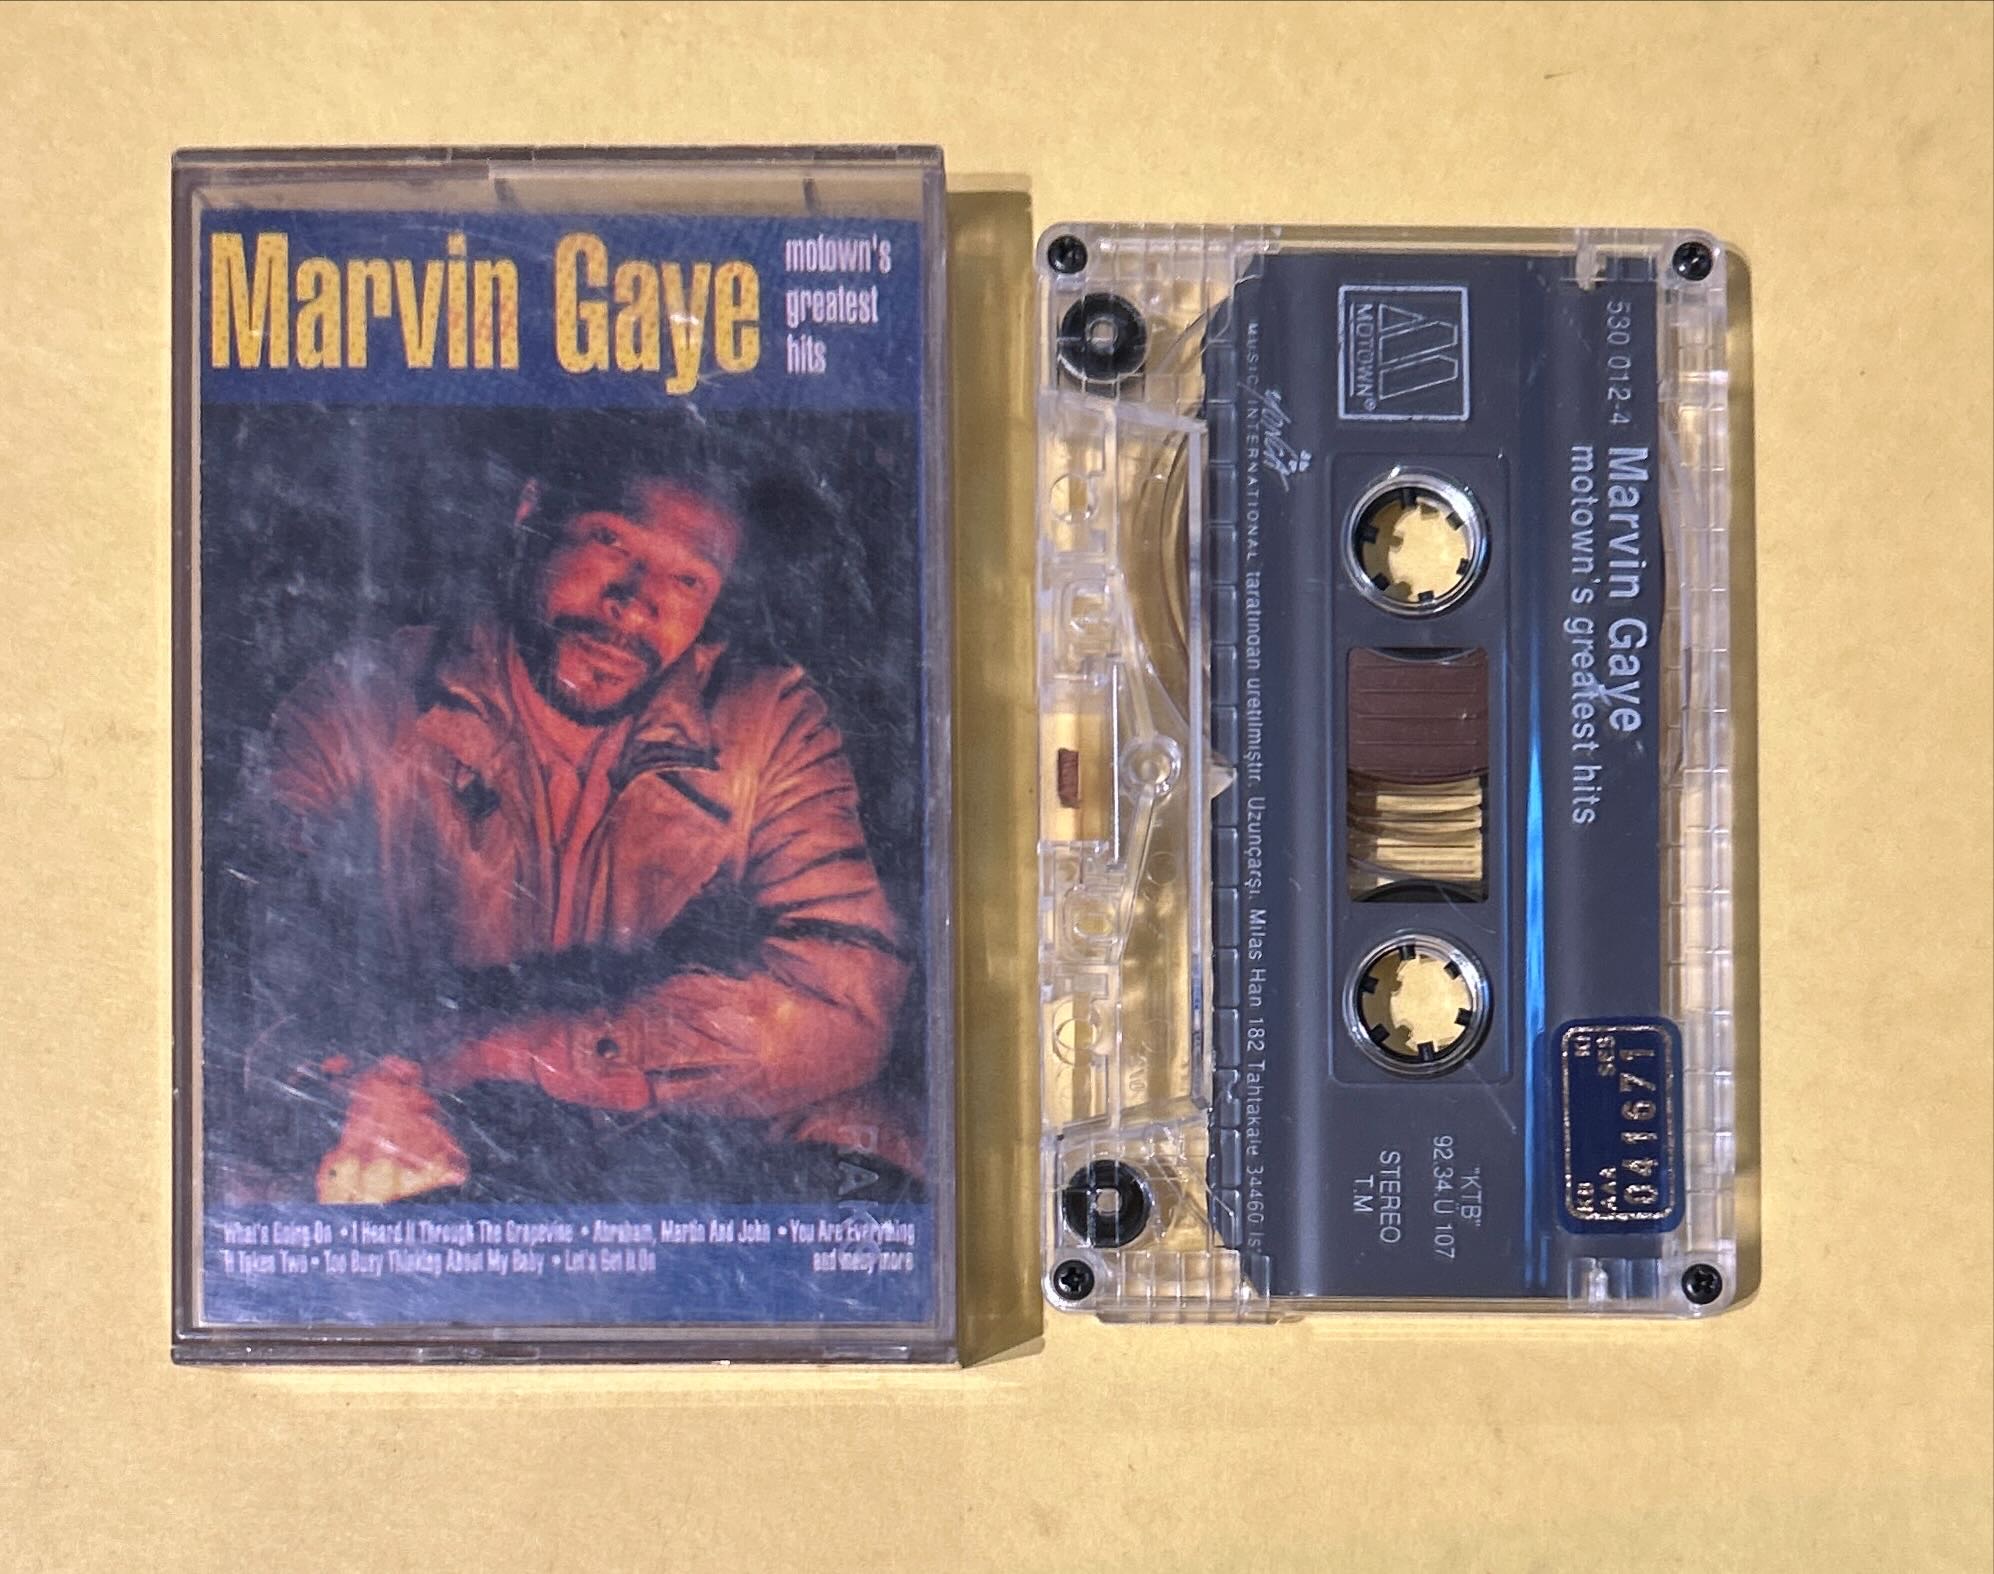 Marvin Gaye
motown's
greatest
hits
What's Going On • I Heard It Through The Grapevine • Abraham, Martin And John • You Are Everything
It Takes Two • Too Busy Thinking About My Baby • Let's Get It On
and many more
RAKS
530 012-4 Marvin Gaye
motown's greatest hits
MOTOWN®
"KTB"
92.34.U 107
STEREO
T.M
1291140
MUSIC INTERNATIONAL tarafından üretilmiştir. Uzunçarşı. Milas Han 182 Tahtakale 34460 İs